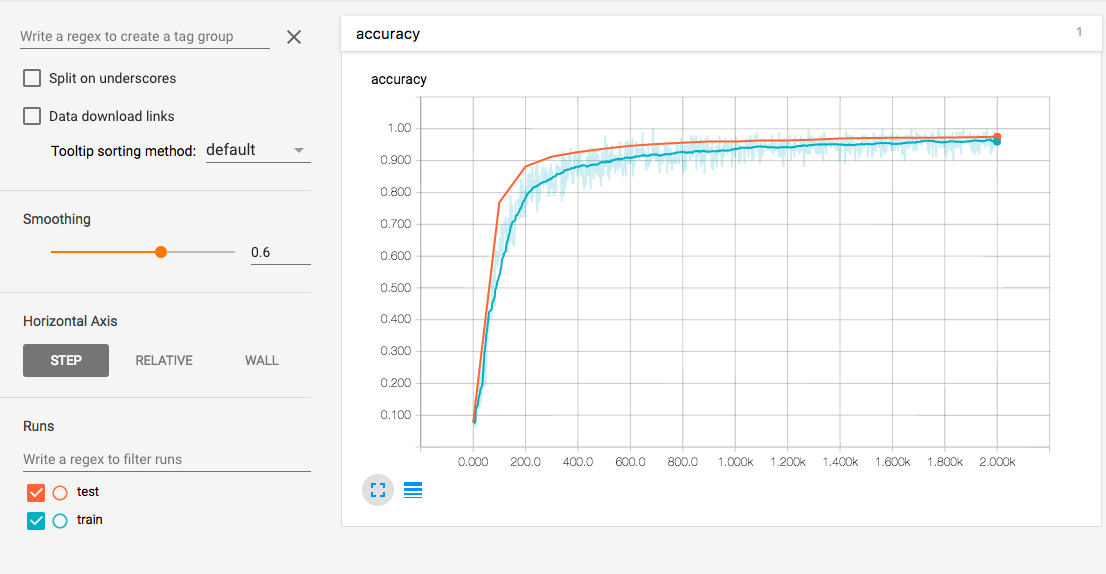 Write a regex to create a tag group
Split on underscores
Data download links
Tooltip sorting method: default
Smoothing
0.6
Horizontal Axis
STEP RELATIVE WALL
Runs
Write a regex to filter runs
test
train
accuracy 1
accuracy
1.00
0.900
0.800
0.700
0.600
0.500
0.400
0.300
0.200
0.100
0.000 200.0 400.0 600.0 800.0 1.000k 1.200k 1.400k 1.600k 1.800k 2.000k